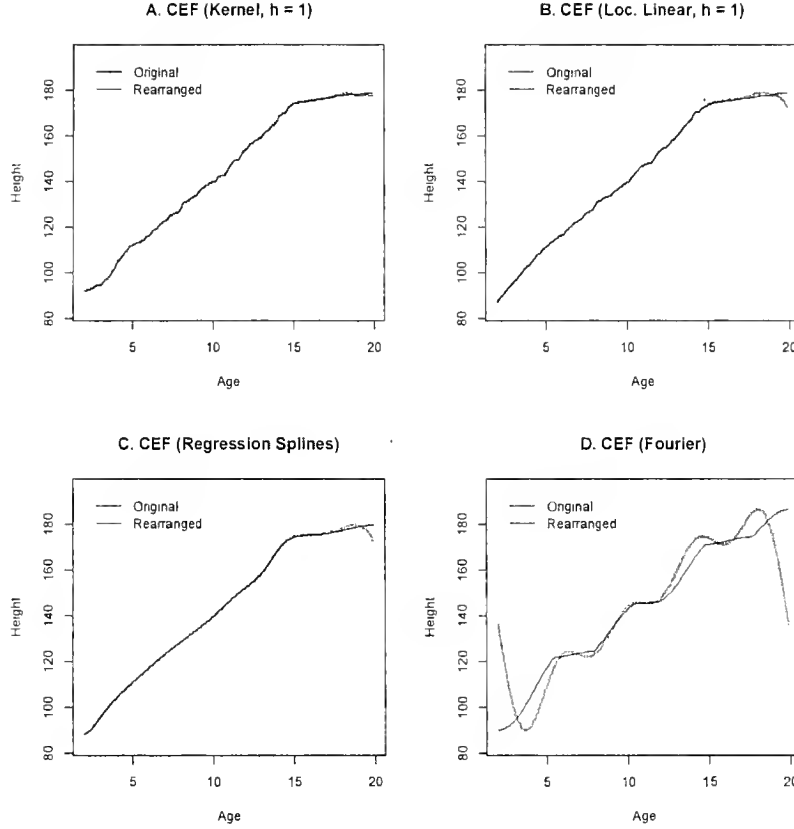 A. CEF (Kernel, h = 1)
Original
Rearranged
Height
80 100 120 140 160 180
5 10 15 20
Age
B. CEF (Loc. Linear, h = 1)
Original
Rearranged
Height
80 100 120 140 160 180
5 10 15 20
Age
C. CEF (Regression Splines)
Original
Rearranged
Height
80 100 120 140 160 180
5 10 15 20
Age
D. CEF (Fourier)
Original
Rearranged
Height
80 100 120 140 160 180
5 10 15 20
Age